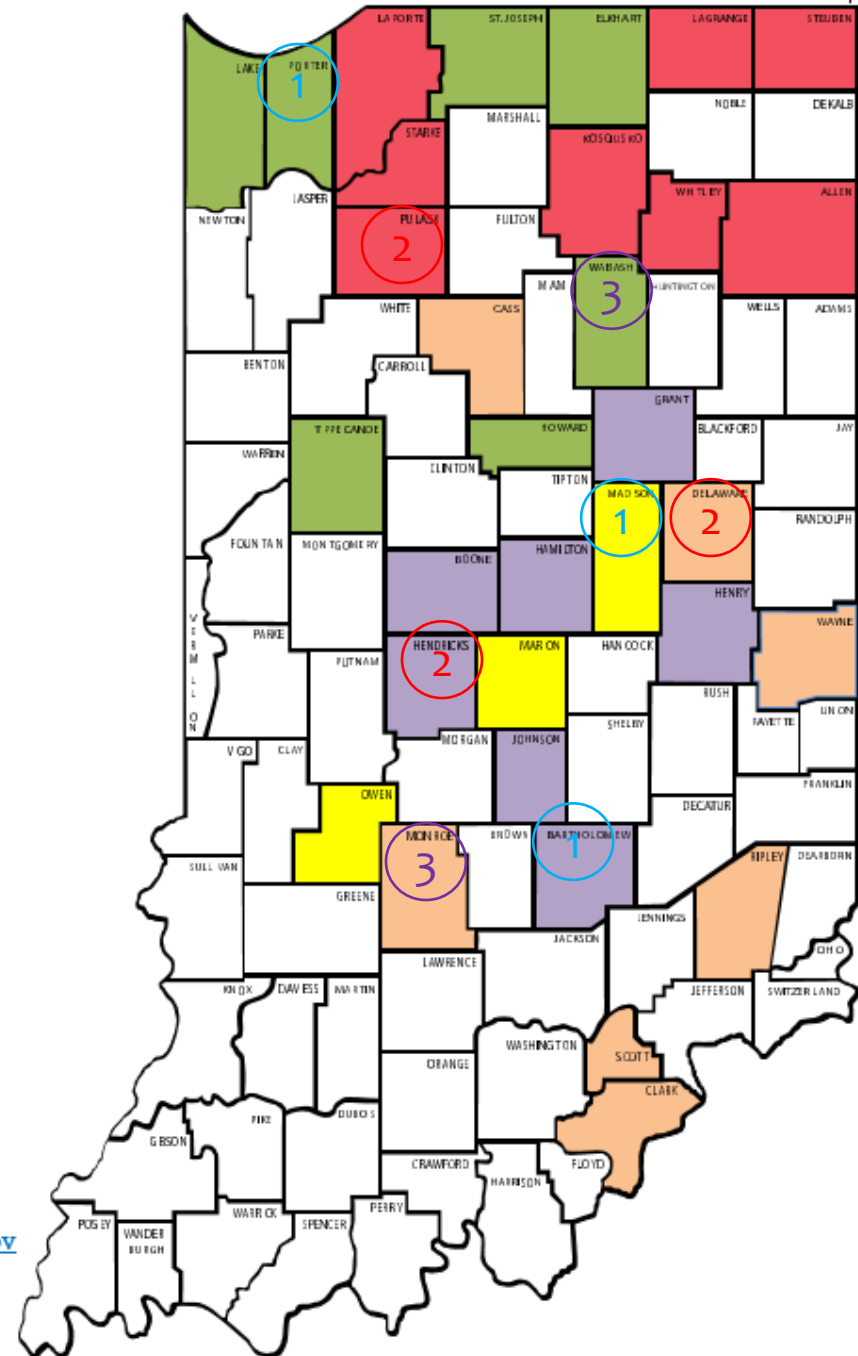 LAPORTE
ST. JOSEPH
ELKHART
LAGRANGE
STEUBEN
LAKE
PORTER
1
NOBLE
DEKALB
MARSHALL
STARKE
KOSCIUSKO
WHITLEY
ALLEN
JASPER
NEWTON
PULASKI
2
FULTON
WABASH
3
MIAMI
HUNTINGTON
WHITE
CASS
WELLS
ADAMS
BENTON
CARROLL
GRANT
TIPPECANOE
HOWARD
BLACKFORD
JAY
WARREN
CLINTON
TIPTON
MADISON
1
DELAWARE
2
RANDOLPH
FOUNTAIN
MONTGOMERY
BOONE
HAMILTON
HENRY
WAYNE
VERMILLION
PARKE
PUTNAM
HENDRICKS
2
MARION
HANCOCK
RUSH
FAYETTE
UNION
SHELBY
MORGAN
JOHNSON
VIGO
CLAY
FRANKLIN
OWEN
DECATUR
MONROE
3
BROWN
BARTHOLOMEW
1
RIPLEY
DEARBORN
SULLIVAN
GREENE
JENNINGS
JACKSON
OHIO
LAWRENCE
KNOX
DAVIESS
MARTIN
JEFFERSON
SWITZERLAND
WASHINGTON
SCOTT
ORANGE
CLARK
DUBOIS
PIKE
GIBSON
CRAWFORD
FLOYD
HARRISON
PERRY
WARRICK
SPENCER
POSEY
VANDER
BURGH
ov